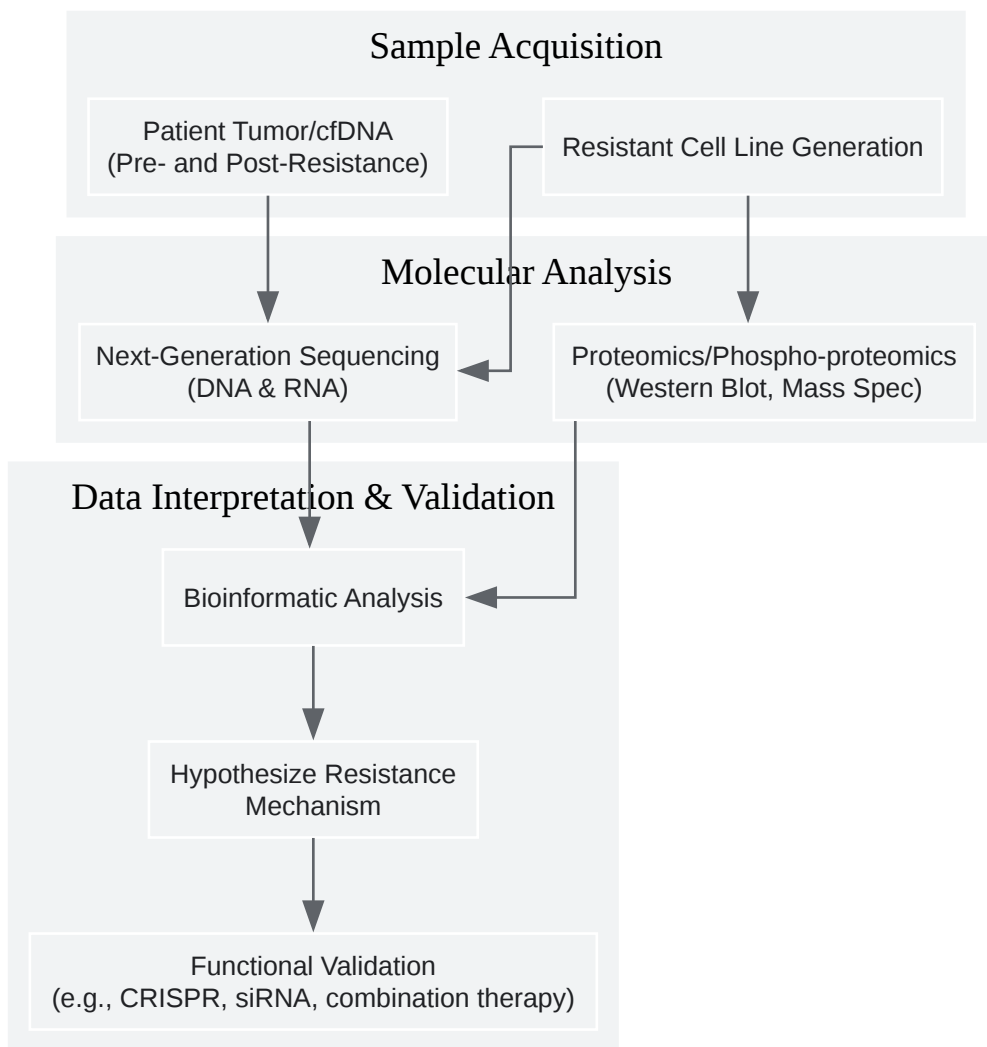 Sample Acquisition
Patient Tumor/cfDNA
(Pre- and Post-Resistance)
Resistant Cell Line Generation
Molecular Analysis
Next-Generation Sequencing
(DNA & RNA)
Proteomics/Phospho-proteomics
(Western Blot, Mass Spec)
Data Interpretation & Validation
Bioinformatic Analysis
Hypothesize Resistance
Mechanism
Functional Validation
(e.g., CRISPR, siRNA, combination therapy)